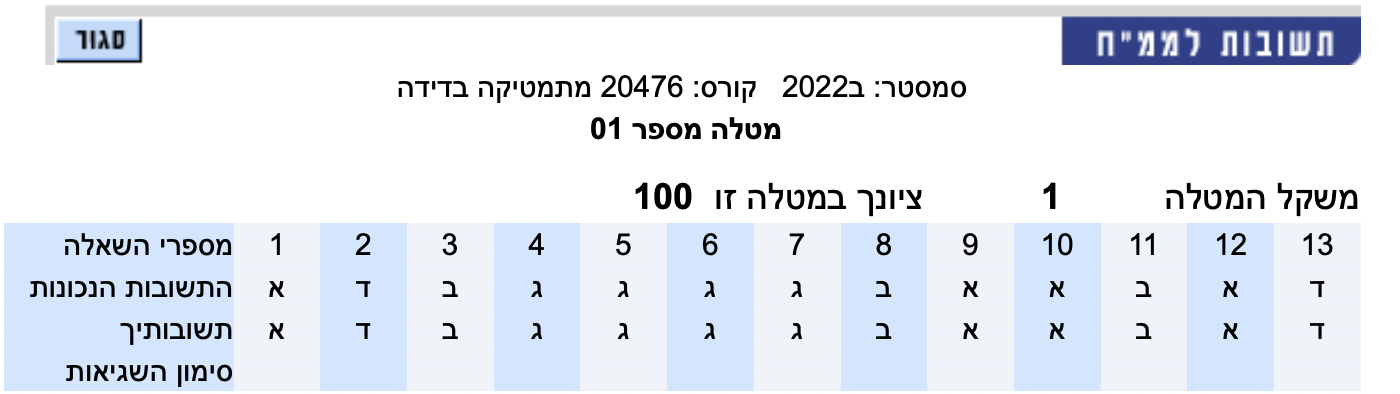 תשובות לממ"ח
סגור
סמסטר: ב2022 קורס: 20476 מתמטיקה בדידה
מטלה מספר 01
משקל המטלה 1 ציונך במטלה זו 100
מספרי השאלה 1 2 3 4 5 6 7 8 9 10 11 12 13
התשובות הנכונות א ד ב ג ג ג ג ב א א ב א ד
תשובותיך א ד ב ג ג ג ג ב א א ב א ד
סימון השגיאות